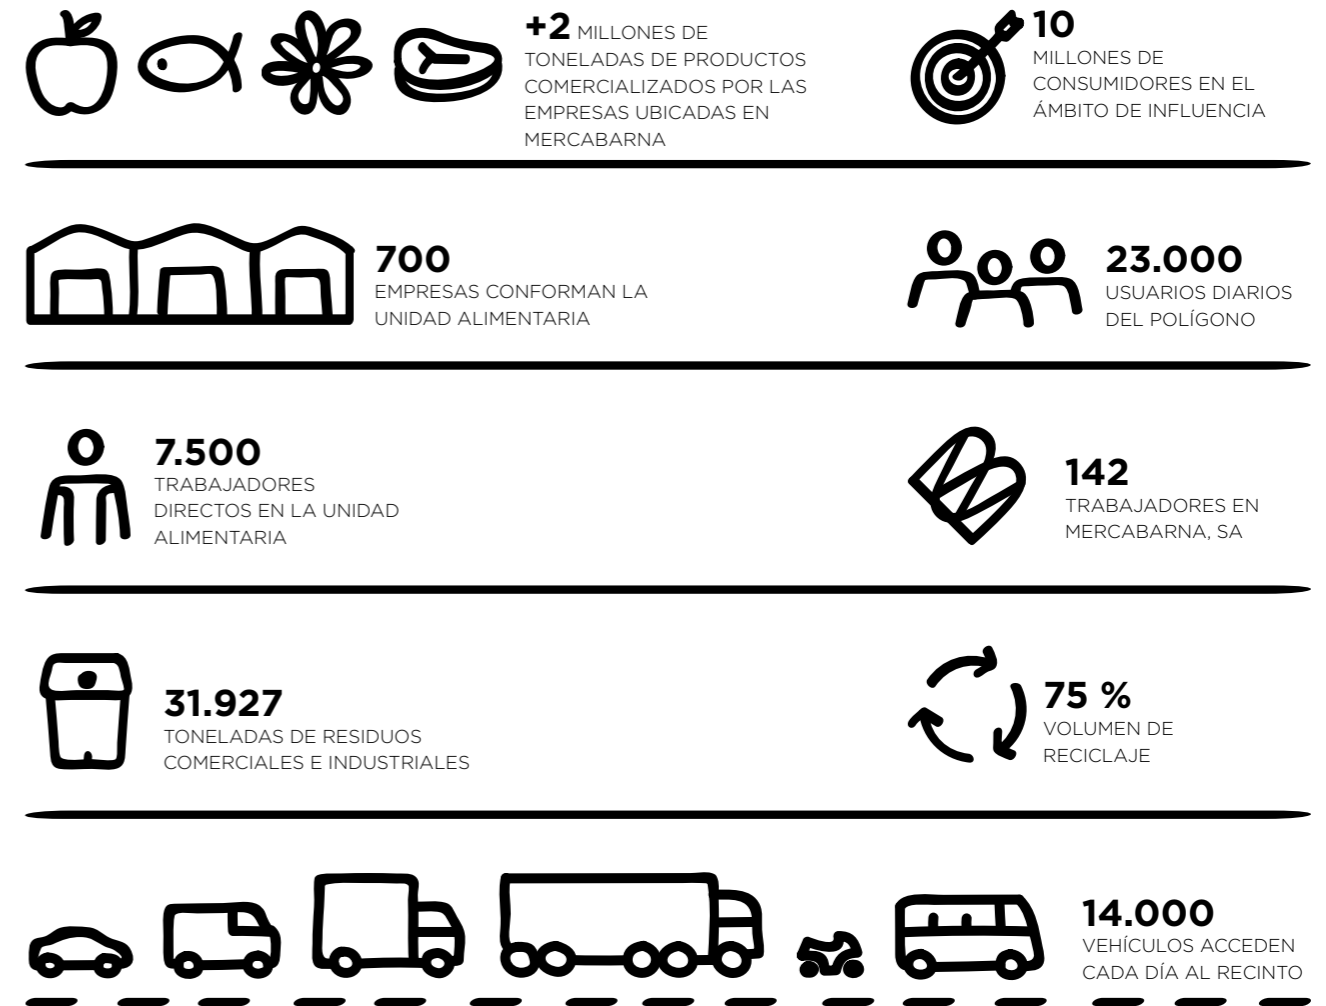 +2 MILLONES DE
TONELADAS DE PRODUCTOS
COMERCIALIZADOS POR LAS
EMPRESAS UBICADAS EN
MERCABARNA
10
MILLONES DE
CONSUMIDORES EN EL
ÁMBITO DE INFLUENCIA
700
EMPRESAS CONFORMAN LA
UNIDAD ALIMENTARIA
23.000
USUARIOS DIARIOS
DEL POLÍGONO
7.500
TRABAJADORES
DIRECTOS EN LA UNIDAD
ALIMENTARIA
142
TRABAJADORES EN
MERCABARNA, SA
31.927
TONELADAS DE RESIDUOS
COMERCIALES E INDUSTRIALES
75 %
VOLUMEN DE
RECICLAJE
14.000
VEHÍCULOS ACCEDEN
CADA DÍA AL RECINTO